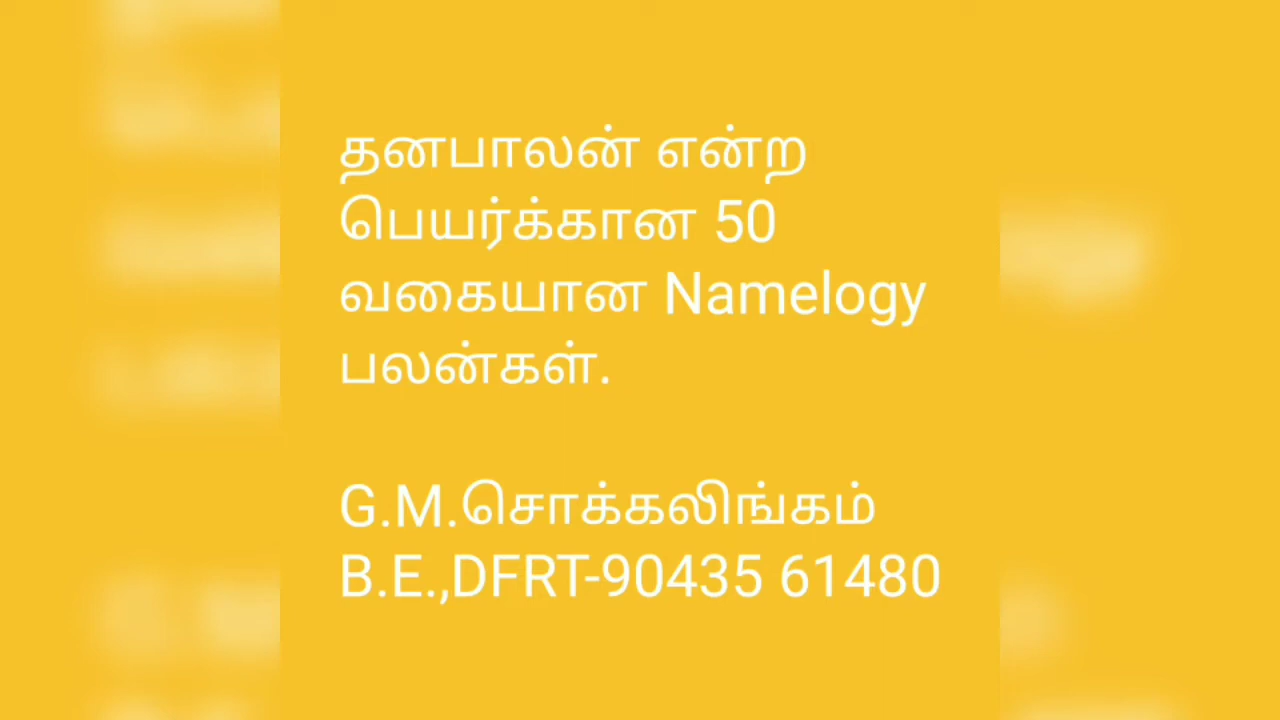 தனபாலன் என்ற
பெயர்க்கான 50
வகையான Namelogy
பலன்கள்.
G.M.சொக்கலிங்கம்
B.E.,DFRT-90435 61480